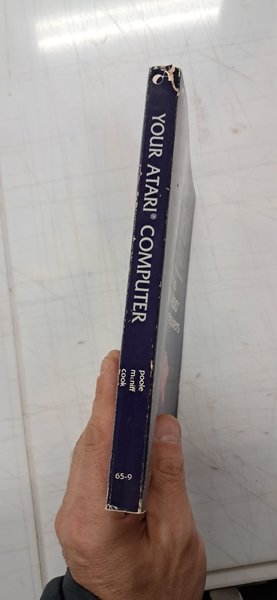 YOUR ATARI® COMPUTER
poole
mcniff
cook
65-9